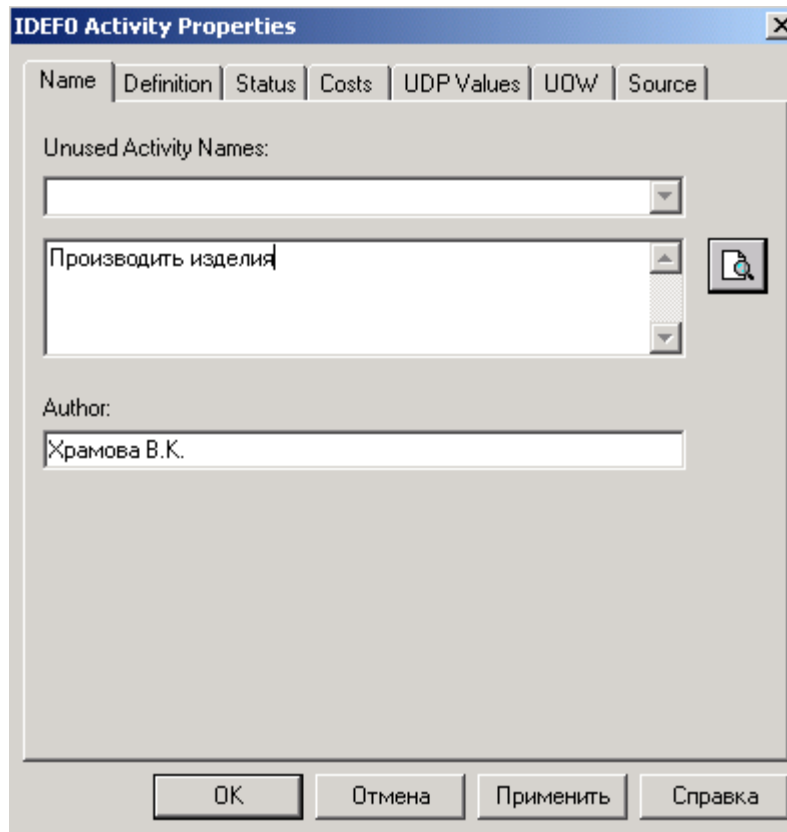 IDEF0 Activity Properties
Name Definition Status Costs UDP Values UOW Source
Unused Activity Names:
Производить изделия
Author:
Храмова В.К.
OK Отмена Применить Справка